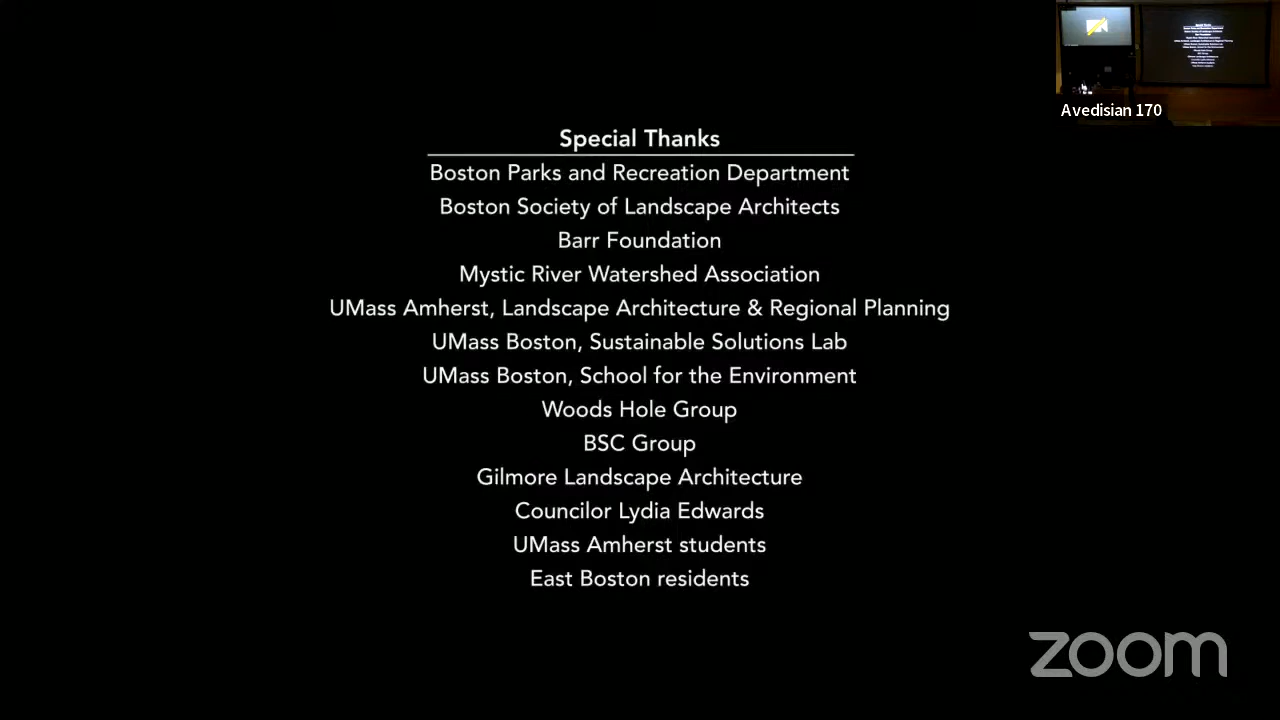 Avedisian 170
Special Thanks
Boston Parks and Recreation Department
Boston Society of Landscape Architects
Barr Foundation
Mystic River Watershed Association
UMass Amherst, Landscape Architecture & Regional Planning
UMass Boston, Sustainable Solutions Lab
UMass Boston, School for the Environment
Woods Hole Group
BSC Group
Gilmore Landscape Architecture
Councilor Lydia Edwards
UMass Amherst students
East Boston residents
zoom